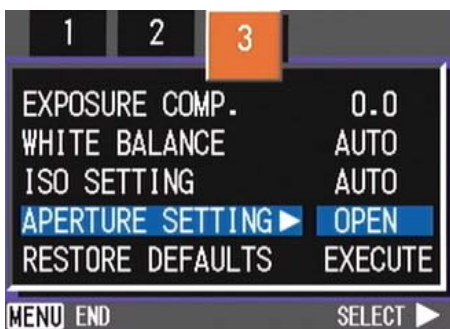 1 2 3
EXPOSURE COMP. 0.0
WHITE BALANCE AUTO
ISO SETTING AUTO
APERTURE SETTING▶ OPEN
RESTORE DEFAULTS EXECUTE
MENU END SELECT ▶